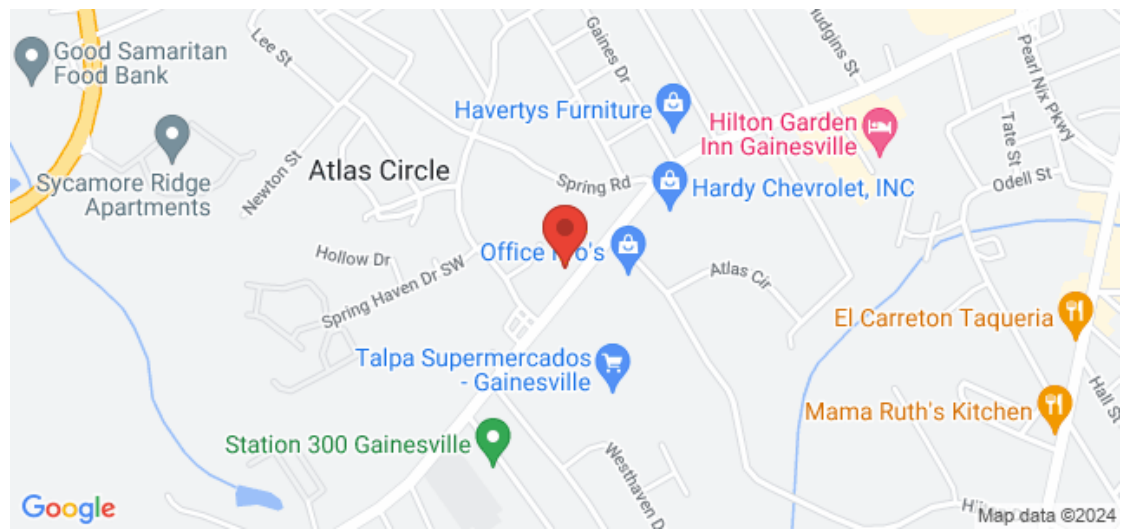 Good Samaritan
Food Bank
Lee St
Gaines Dr
Pearl Nix Pkwy
Havertys Furniture
Hilton Garden
Inn Gainesville
Tate St
Sycamore Ridge
Apartments
Newton St
Atlas Circle
Spring Rd
Hardy Chevrolet, INC
Odell St
Hollow Dr
Spring Haven Dr SW
Office
Atlas Cir
El Carreton Taqueria
Talpa Supermercados
- Gainesville
Hall St
Mama Ruth's Kitchen
Station 300 Gainesville
Westhaven D
Google
Map data ©2024